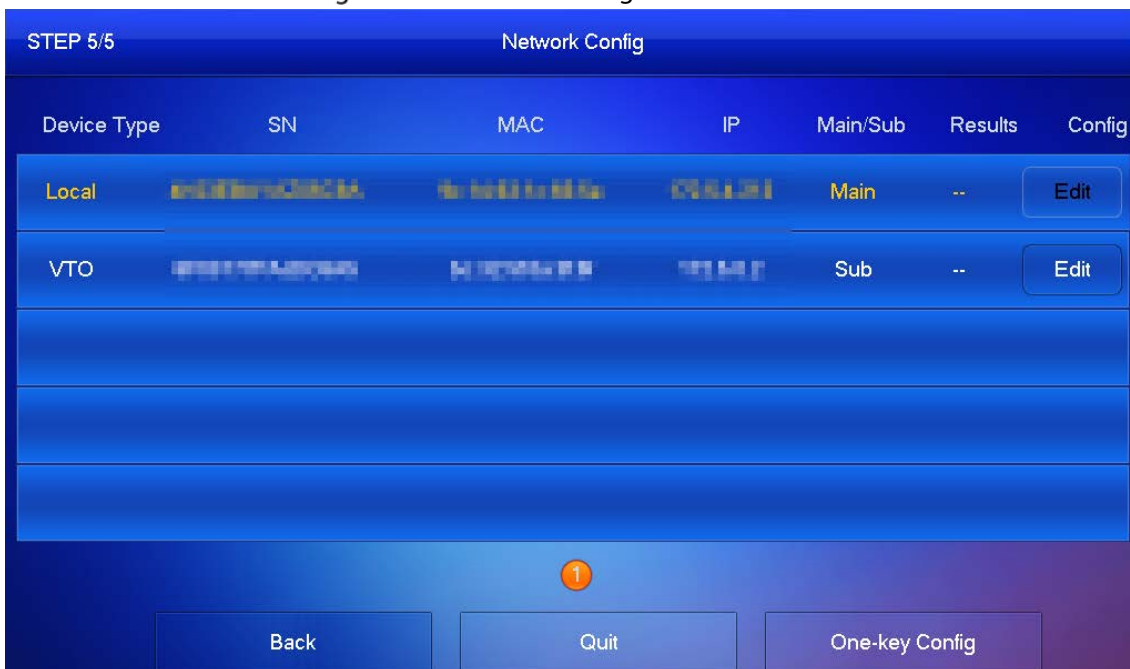 STEP 5/5 Network Config
Device Type SN MAC IP Main/Sub Results Config
Local Main -- Edit
VTO Sub -- Edit
1
Back Quit One-key Config